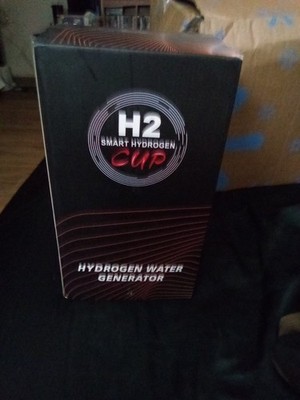 H2
SMART HYDROGEN
CUP
HYDROGEN WATER
GENERATOR